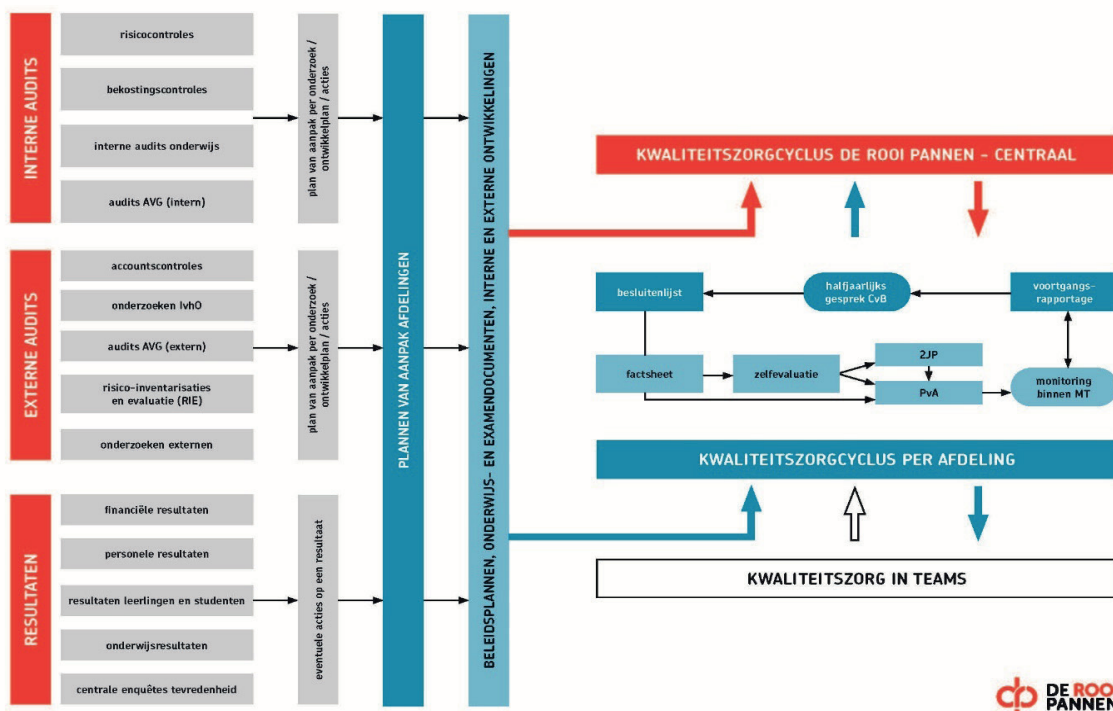 INTERNE AUDITS
risicocontroles
bekostingscontroles
interne audits onderwijs
audits AVG (intern)
plan van aanpak per onderzoek /
ontwikkelplan / acties
EXTERNE AUDITS
accountscontroles
onderzoeken IvhO
audits AVG (extern)
risico-inventarisaties
en evaluatie (RIE)
onderzoeken externen
plan van aanpak per onderzoek /
ontwikkelplan / acties
RESULTATEN
financiële resultaten
personele resultaten
resultaten leerlingen en studenten
onderwijsresultaten
centrale enquêtes tevredenheid
eventuele acties op een resultaat
PLANNEN VAN AANPAK AFDELINGEN
BELEIDSPLANNEN, ONDERWIJS- EN EXAMENDOCUMENTEN, INTERNE EN EXTERNE ONTWIKKELINGEN
KWALITEITSZORGCYCLUS DE ROOI PANNEN - CENTRAAL
besluitenlijst
halfjaarlijks
gesprek CvB
voortgangs-
rapportage
factsheet
zelfevaluatie
2JP
PvA
monitoring
binnen MT
KWALITEITSZORGCYCLUS PER AFDELING
KWALITEITSZORG IN TEAMS
DE ROOI
PANNEN